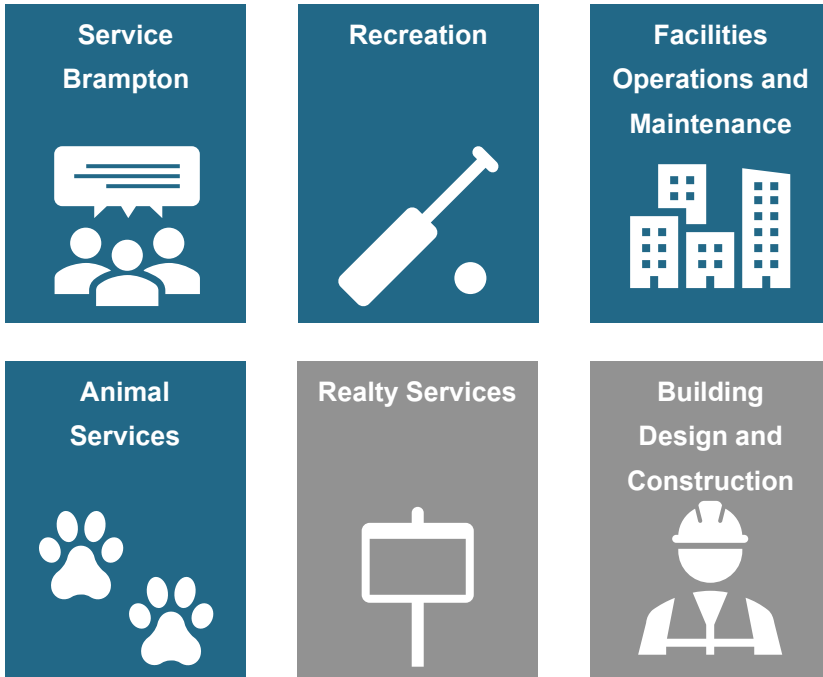 Service
Brampton
Recreation
Facilities
Operations and
Maintenance
Animal
Services
Realty Services
Building
Design and
Construction